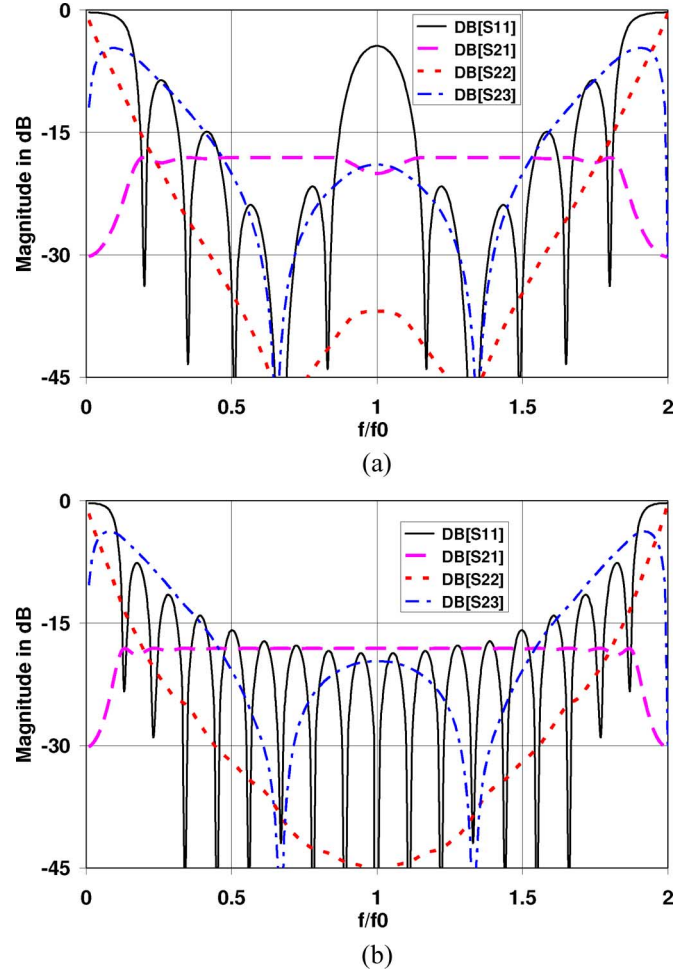 0
-15
-30
-45
Magnitude in dB
DB[S11]
DB[S21]
DB[S22]
DB[S23]
0
0.5
1
1.5
2
f/f0
(a)
0
-15
-30
-45
Magnitude in dB
DB[S11]
DB[S21]
DB[S22]
DB[S23]
0
0.5
1
1.5
2
f/f0
(b)